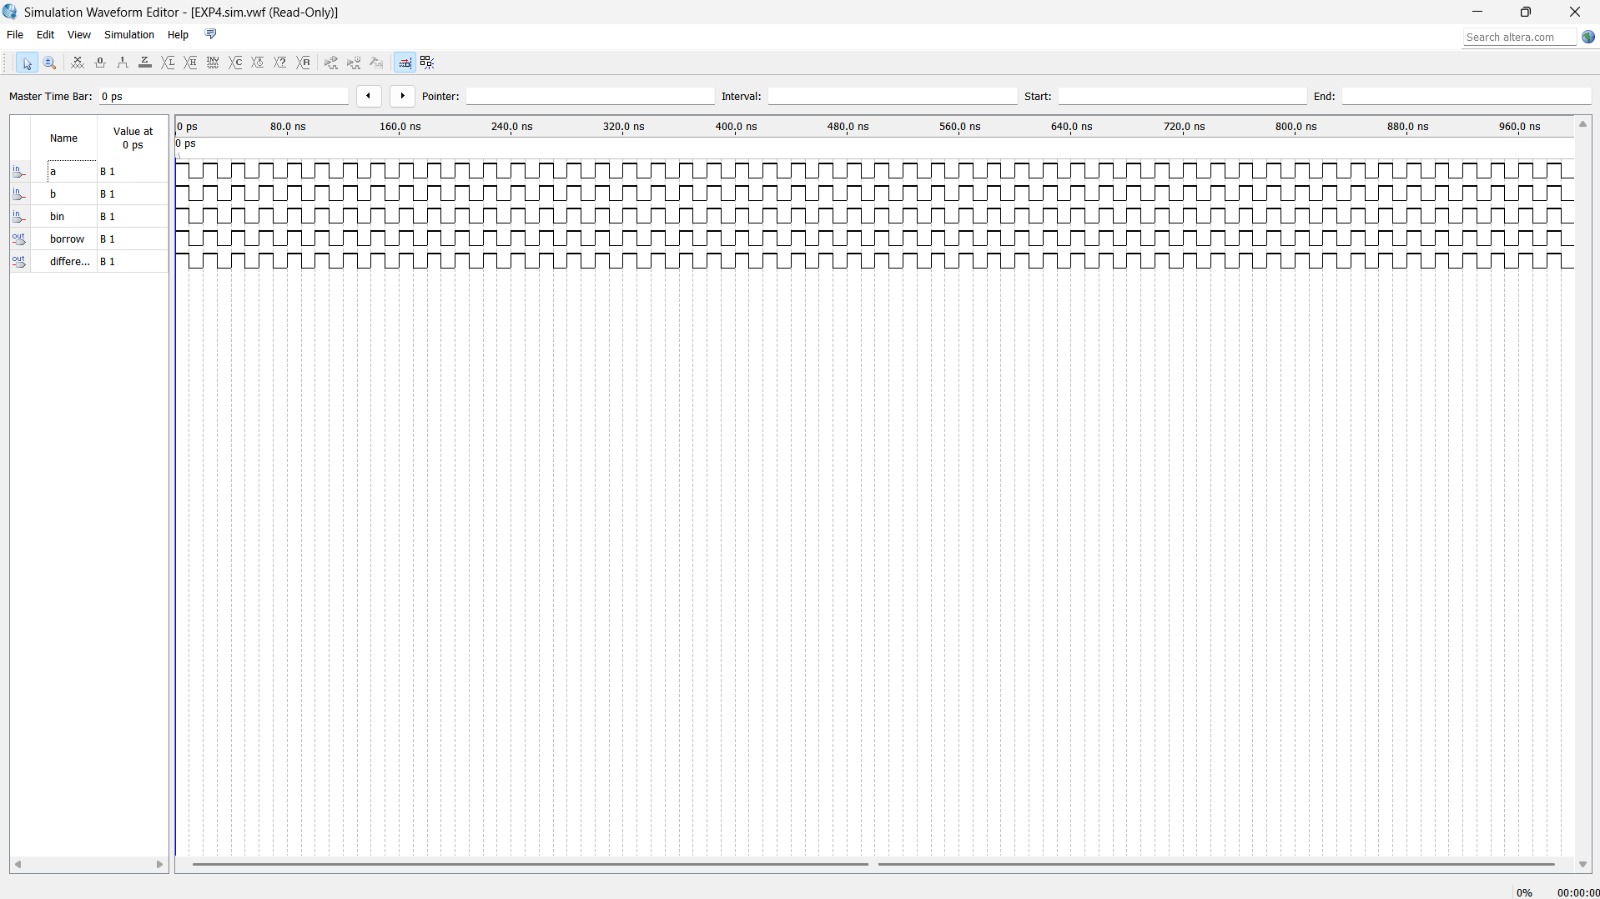 Simulation Waveform Editor - [EXP4.sim.vwf (Read-Only)]
File Edit View Simulation Help
Search altera.com
Master Time Bar: 0 ps Pointer: Interval: Start: End:
Name Value at 0 ps
0 ps 80.0 ns 160.0 ns 240.0 ns 320.0 ns 400.0 ns 480.0 ns 560.0 ns 640.0 ns 720.0 ns 800.0 ns 880.0 ns 960.0 ns
0 ps
in a B 1
in b B 1
in bin B 1
out borrow B 1
out differe... B 1
0% 00:00:00